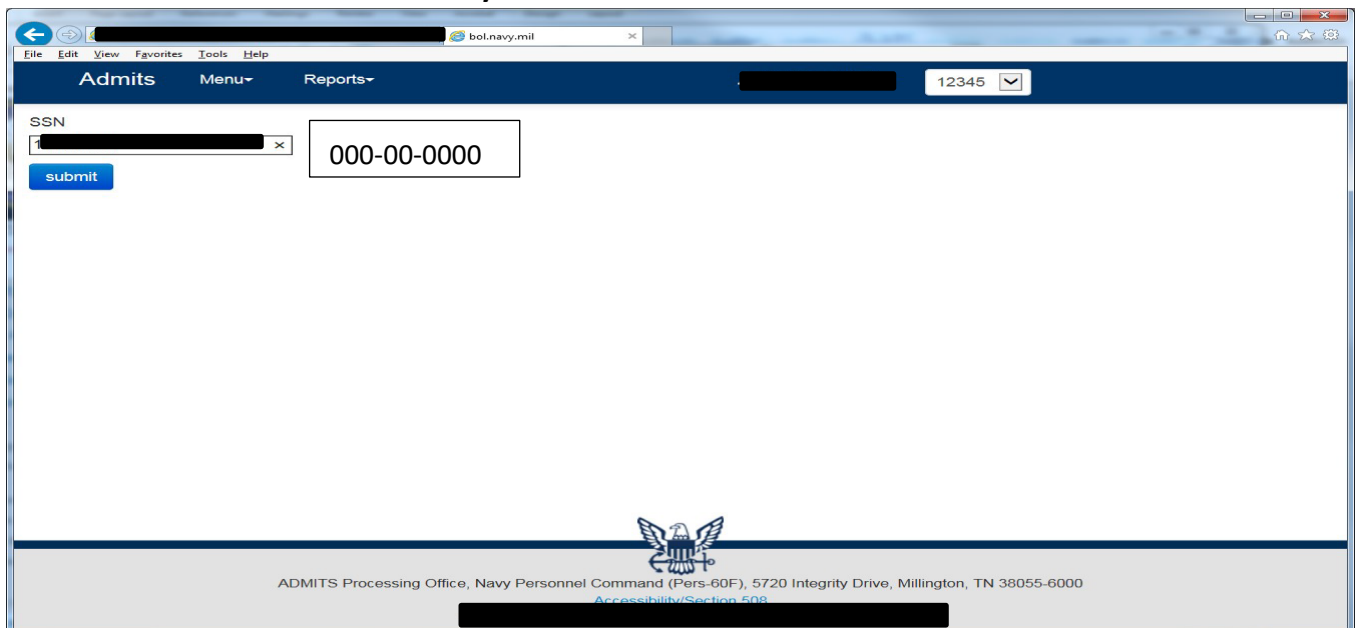 bol.navy.mil
File Edit View Favorites Tools Help
Admits Menu Reports 12345
SSN
1
000-00-0000
submit
ADMITS Processing Office, Navy Personnel Command (Pers-60F), 5720 Integrity Drive, Millington, TN 38055-6000
Accessibility/Section 508